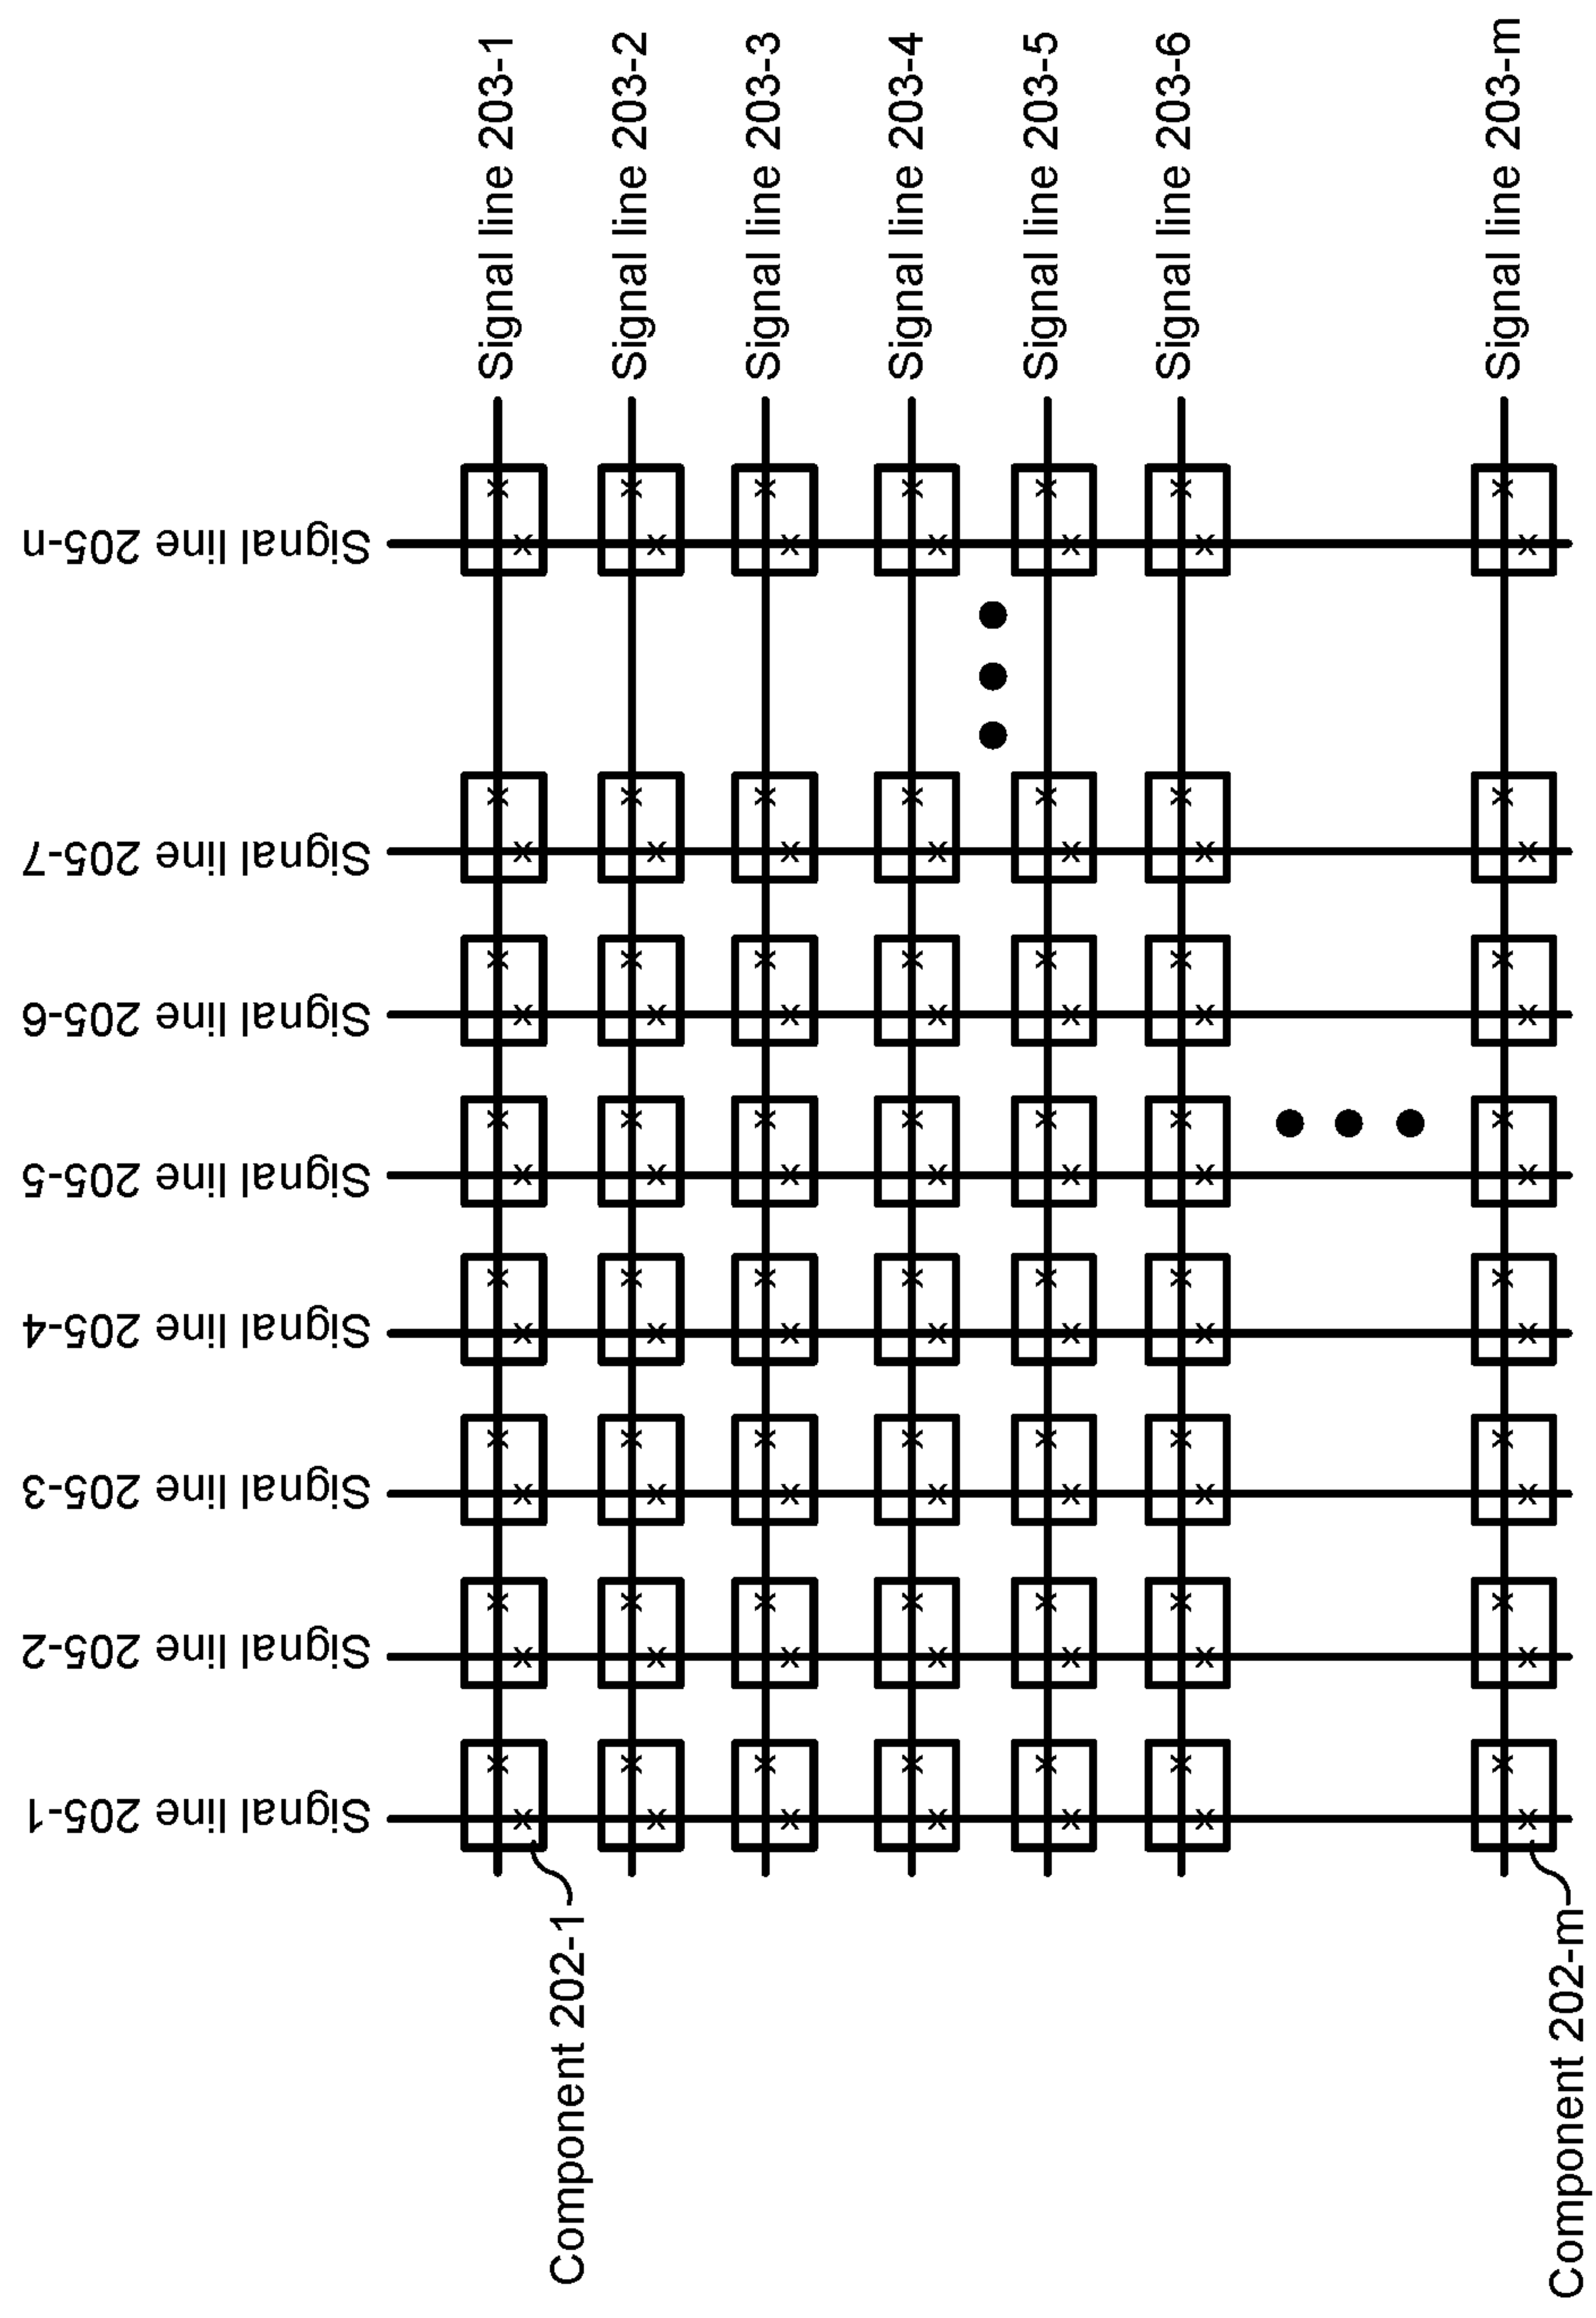 Signal line 203-1
Signal line 203-2
Signal line 203-3
Signal line 203-4
Signal line 203-5
Signal line 203-6
Signal line 203-m
Signal line 205-n
Signal line 205-7
Signal line 205-6
Signal line 205-5
Signal line 205-4
Signal line 205-3
Signal line 205-2
Signal line 205-1
Component 202-1
Component 202-m